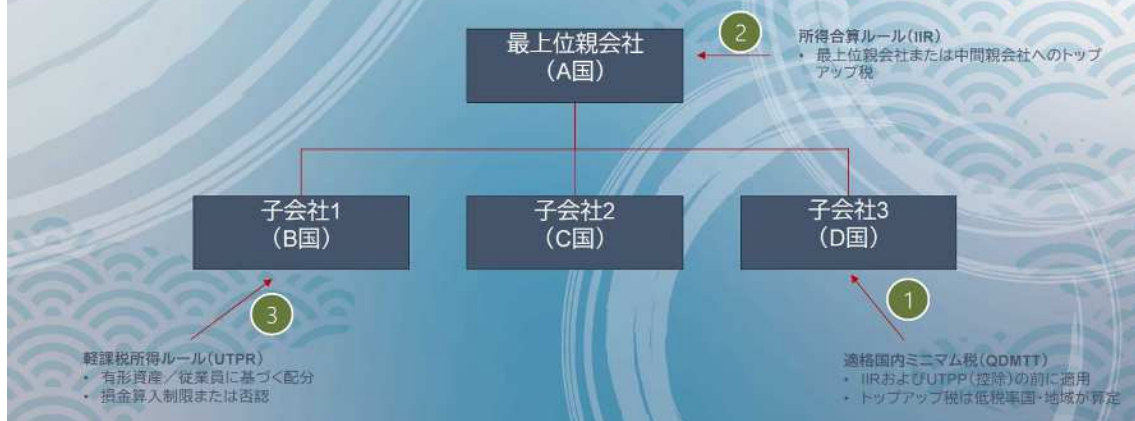 最上位親会社
（A国）
2
所得合算ルール（IIR）
• 最上位親会社または中間親会社へのトップ
アップ税
子会社1
（B国）
子会社2
（C国）
子会社3
（D国）
3
1
軽課税所得ルール（UTPR）
• 有形資産／従業員に基づく配分
• 損金算入制限または否認
適格国内ミニマム税（QDMTT）
• IIRおよびUTPP（控除）の前に適用
• トップアップ税は低税率国・地域が算定